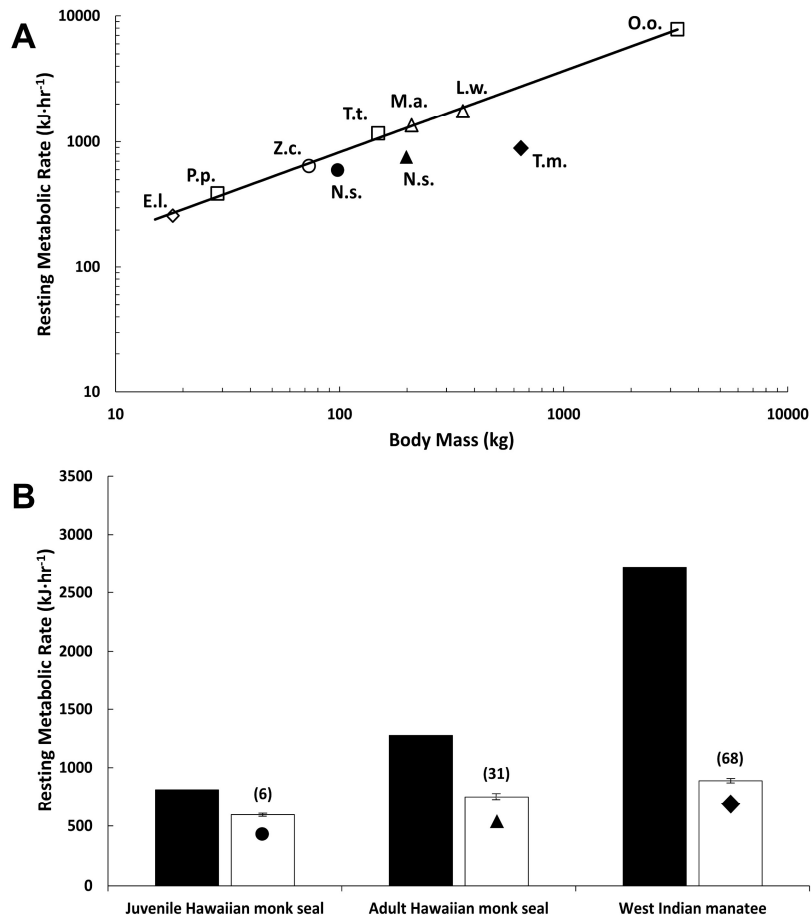 A
Resting Metabolic Rate (kJ·hr-1)
10000
1000
100
10
E.l.
P.p.
Z.c.
T.t.
M.a.
L.w.
O.o.
N.s.
N.s.
T.m.
10 100 1000 10000
Body Mass (kg)
B
Resting Metabolic Rate (kJ·hr-1)
3500
3000
2500
2000
1500
1000
500
0
(6)
(31)
(68)
Juvenile Hawaiian monk seal Adult Hawaiian monk seal West Indian manatee